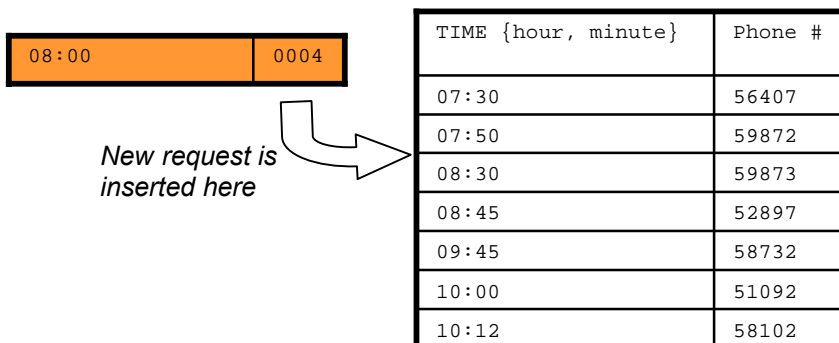 08:00 0004
New request is
inserted here
TIME {hour, minute} Phone #
07:30 56407
07:50 59872
08:30 59873
08:45 52897
09:45 58732
10:00 51092
10:12 58102